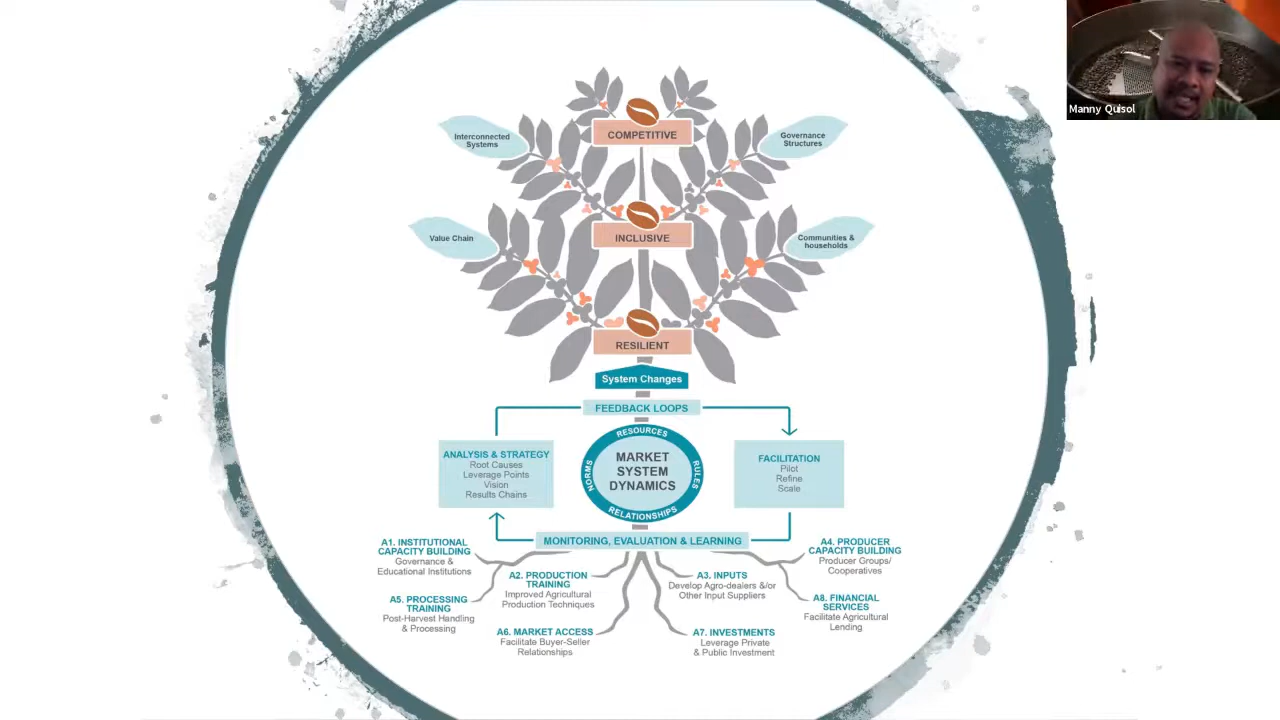 Manny Quisol
COMPETITIVE
Interconnected
Systems
Governance
Structures
INCLUSIVE
Value Chain
Communities &
households
RESILIENT
System Changes
FEEDBACK LOOPS
ANALYSIS & STRATEGY
Root Causes
Leverage Points
Vision
Results Chains
RESOURCES
NORMS
MARKET
SYSTEM
DYNAMICS
RULES
RELATIONSHIPS
FACILITATION
Pilot
Refine
Scale
MONITORING, EVALUATION & LEARNING
A1. INSTITUTIONAL
CAPACITY BUILDING
Governance &
Educational Institutions
A2. PRODUCTION
TRAINING
Improved Agricultural
Production Techniques
A3. INPUTS
Develop Agro-dealers &/or
Other Input Suppliers
A4. PRODUCER
CAPACITY BUILDING
Producer Groups/
Cooperatives
A5. PROCESSING
TRAINING
Post-Harvest Handling
& Processing
A6. MARKET ACCESS
Facilitate Buyer-Seller
Relationships
A7. INVESTMENTS
Leverage Private
& Public Investment
A8. FINANCIAL
SERVICES
Facilitate Agricultural
Lending